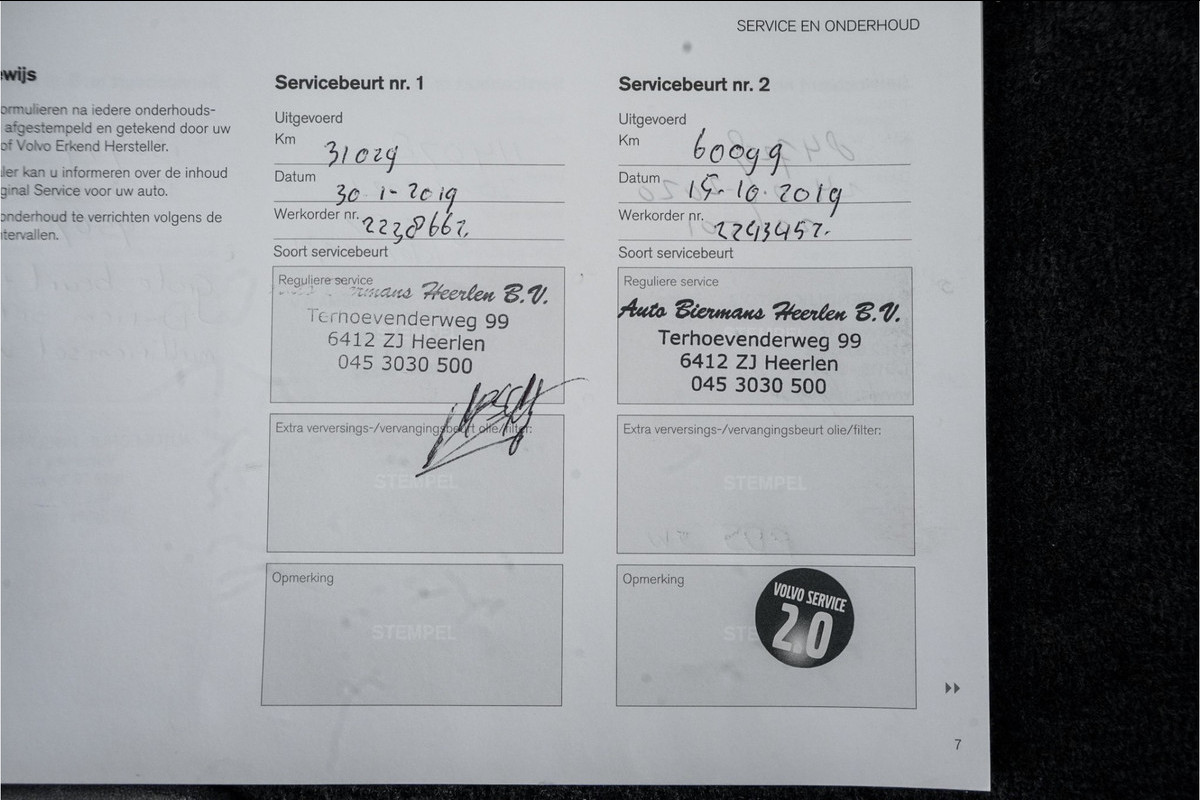 SERVICE EN ONDERHOUD
wijs
ormulieren na iedere onderhouds-
afgestempeld en getekend door uw
of Volvo Erkend Hersteller.
ler kan u informeren over de inhoud
ginal Service voor uw auto.
onderhoud te verrichten volgens de
tervallen.
Servicebeurt nr. 1
Uitgevoerd
Km 31029
Datum 30-1-2019
Werkorder nr. 2238662.
Soort servicebeurt
Reguliere service
rmans Heerlen B.V.
Terhoevenderweg 99
6412 ZJ Heerlen
045 3030 500
Extra verversings-/vervangingsbeurt olie/filter:
STEMPEL
Opmerking
STEMPEL
Servicebeurt nr. 2
Uitgevoerd
Km 60099
Datum 15-10-2019
Werkorder nr. 2243457.
Soort servicebeurt
Reguliere service
Auto Biermans Heerlen B.V.
Terhoevenderweg 99
6412 ZJ Heerlen
045 3030 500
Extra verversings-/vervangingsbeurt olie/filter:
STEMPEL
Opmerking
VOLVO SERVICE
2.0
STE
7